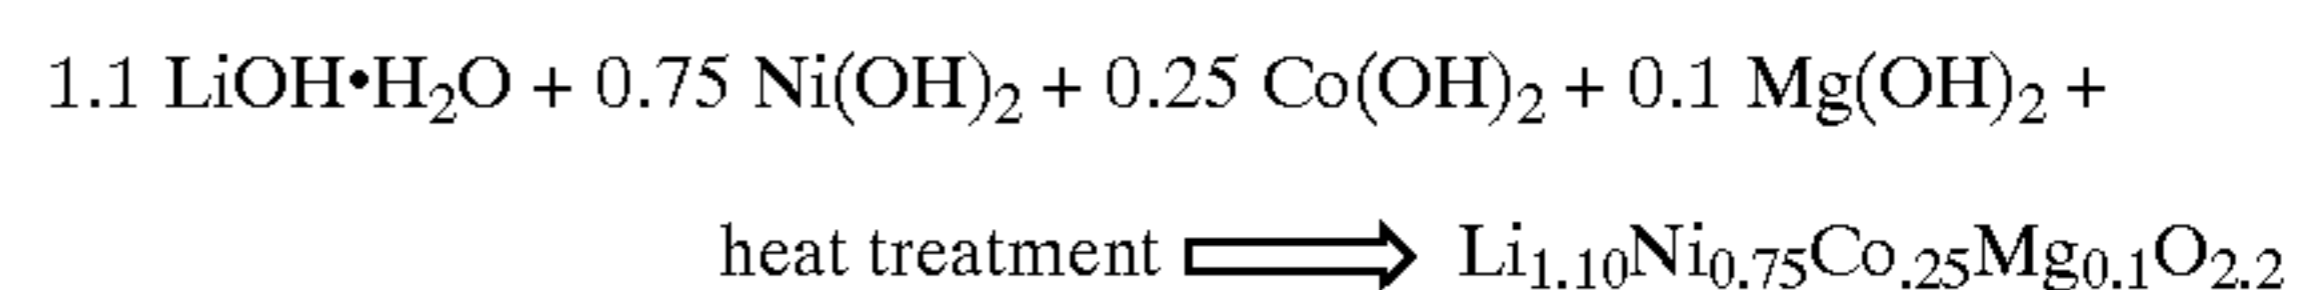 1.1 LiOH•H₂O + 0.75 Ni(OH)₂ + 0.25 Co(OH)₂ + 0.1 Mg(OH)₂ +
heat treatment ⟹ Li₁.₁₀Ni₀.₇₅Co.₂₅Mg₀.₁O₂.₂